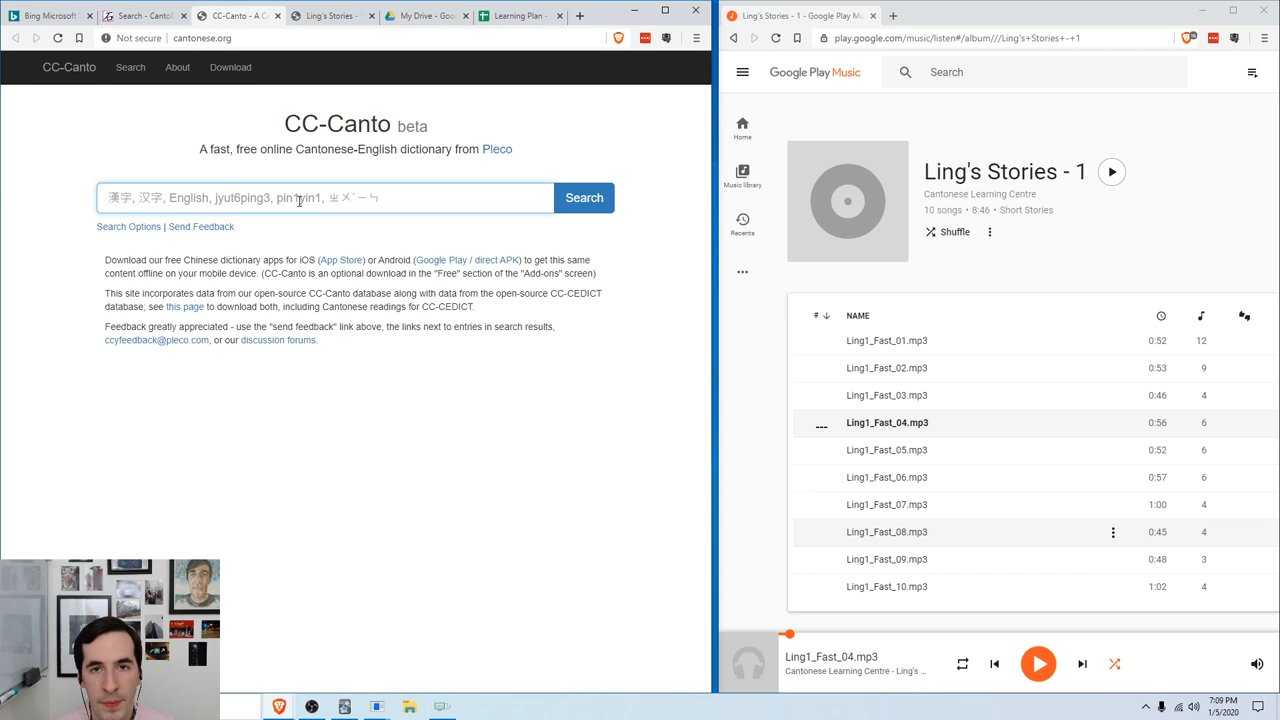 Bing Microsoft
Search - CantoD
CC-Canto - A C
Ling's Stories -
My Drive - Goog
Learning Plan -
Not secure
cantonese.org
CC-Canto
Search
About
Download
CC-Canto beta
A fast, free online Cantonese-English dictionary from Pleco
漢字, 汉字, English, jyut6ping3, pin1yin1, ㄓㄨˋㄧㄣ
Search
Search Options | Send Feedback
Download our free Chinese dictionary apps for iOS (App Store) or Android (Google Play / direct APK) to get this same
content offline on your mobile device. (CC-Canto is an optional download in the "Free" section of the "Add-ons" screen)
This site incorporates data from our open-source CC-Canto database along with data from the open-source CC-CEDICT
database; see this page to download both, including Cantonese readings for CC-CEDICT.
Feedback greatly appreciated - use the "send feedback" link above, the links next to entries in search results,
ccyfeedback@pleco.com, or our discussion forums.
Ling's Stories - 1 - Google Play Mus
play.google.com/music/listen#/album///Ling's+Stories+-+1
Google Play Music
Search
Home
Music library
Recents
Ling's Stories - 1
Cantonese Learning Centre
10 songs • 8:46 • Short Stories
Shuffle
# NAME
Ling1_Fast_01.mp3 0:52 12
Ling1_Fast_02.mp3 0:53 9
Ling1_Fast_03.mp3 0:46 4
Ling1_Fast_04.mp3 0:56 6
Ling1_Fast_05.mp3 0:52 6
Ling1_Fast_06.mp3 0:57 6
Ling1_Fast_07.mp3 1:00 4
Ling1_Fast_08.mp3 0:45 4
Ling1_Fast_09.mp3 0:48 3
Ling1_Fast_10.mp3 1:02 4
Ling1_Fast_04.mp3
Cantonese Learning Centre - Ling's ...
7:09 PM
1/5/2020